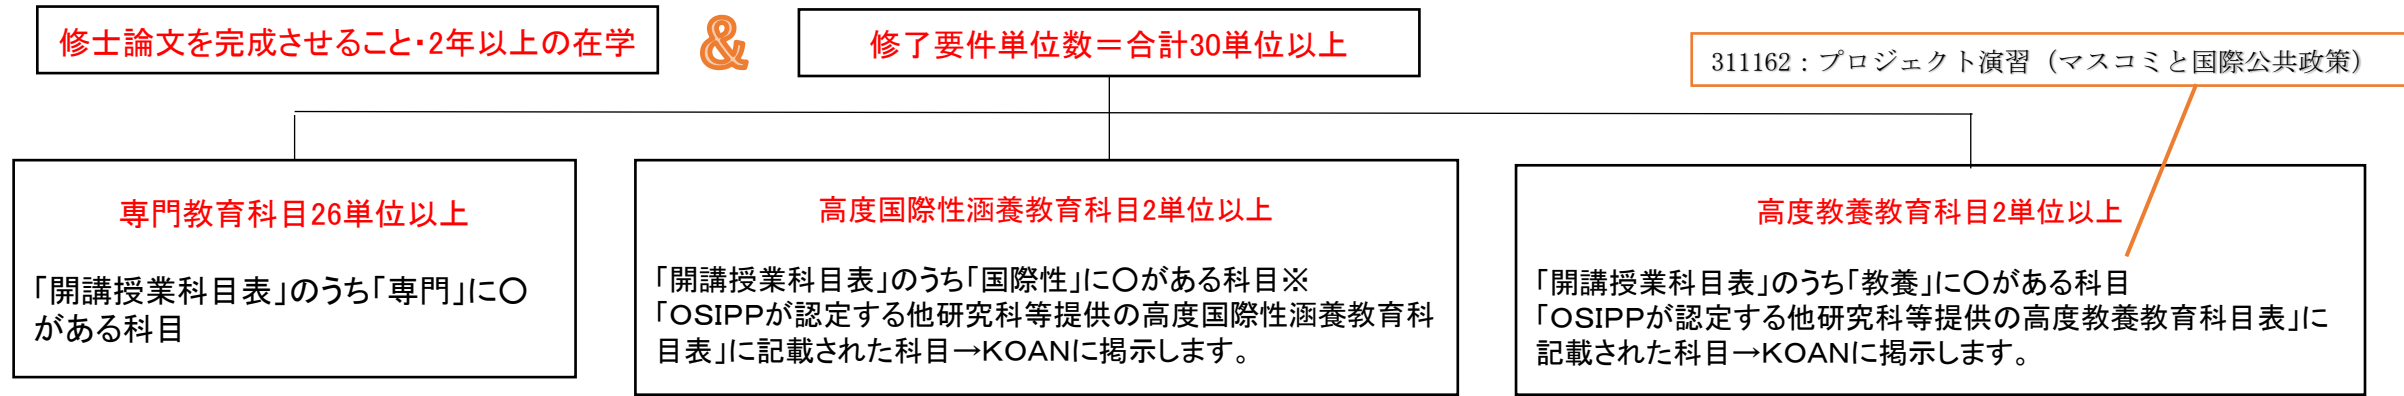 修士論文を完成させること・2年以上の在学
&
修了要件単位数＝合計30単位以上
311162：プロジェクト演習（マスコミと国際公共政策）
専門教育科目26単位以上
「開講授業科目表」のうち「専門」に〇
がある科目
高度国際性涵養教育科目2単位以上
「開講授業科目表」のうち「国際性」に〇がある科目※
「OSIPPが認定する他研究科等提供の高度国際性涵養教育科
目表」に記載された科目→KOANに掲示します。
高度教養教育科目2単位以上
「開講授業科目表」のうち「教養」に〇がある科目
「OSIPPが認定する他研究科等提供の高度教養教育科目表」に
記載された科目→KOANに掲示します。